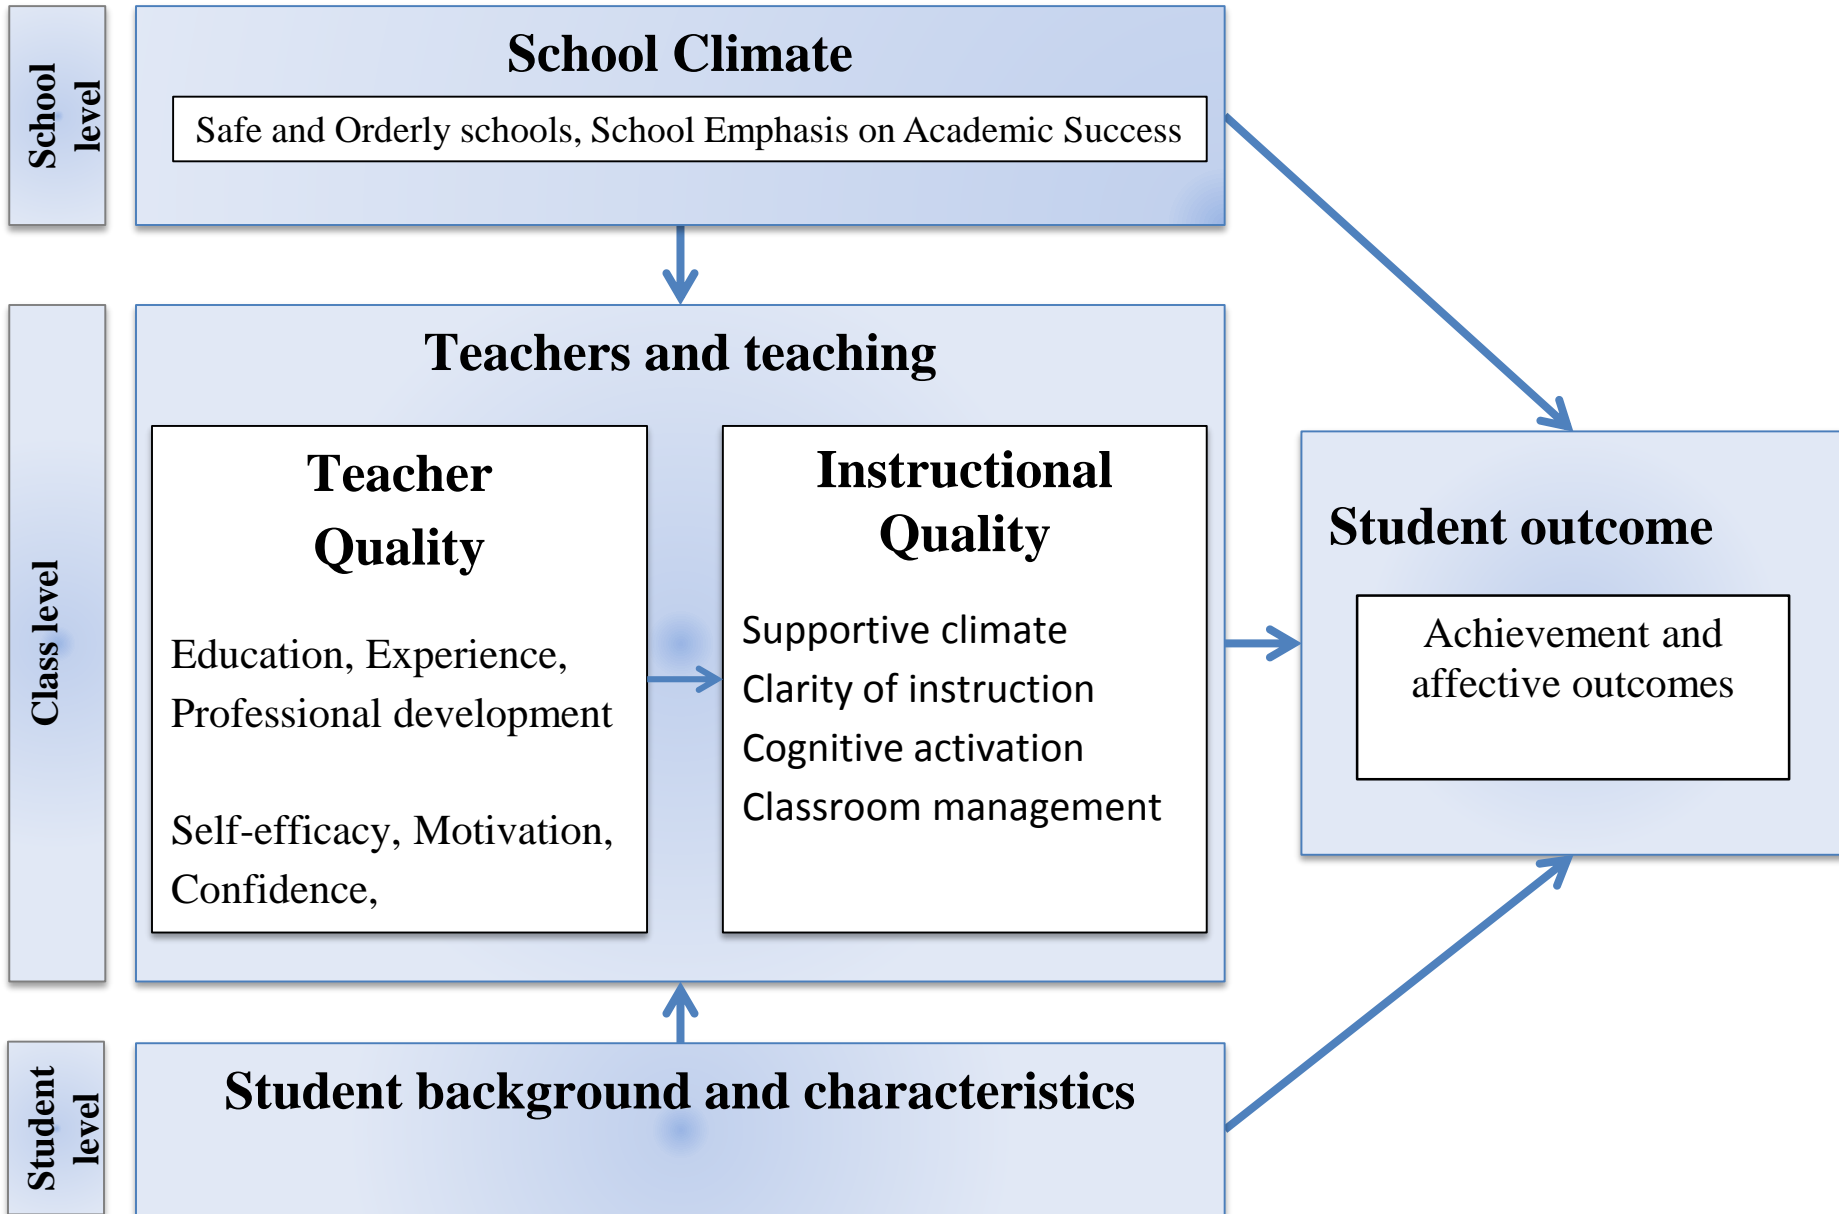 School
level
School Climate
Safe and Orderly schools, School Emphasis on Academic Success
Class level
Teachers and teaching
Teacher
Quality
Education, Experience,
Professional development
Self-efficacy, Motivation,
Confidence,
Instructional
Quality
Supportive climate
Clarity of instruction
Cognitive activation
Classroom management
Student outcome
Achievement and
affective outcomes
Student
level
Student background and characteristics